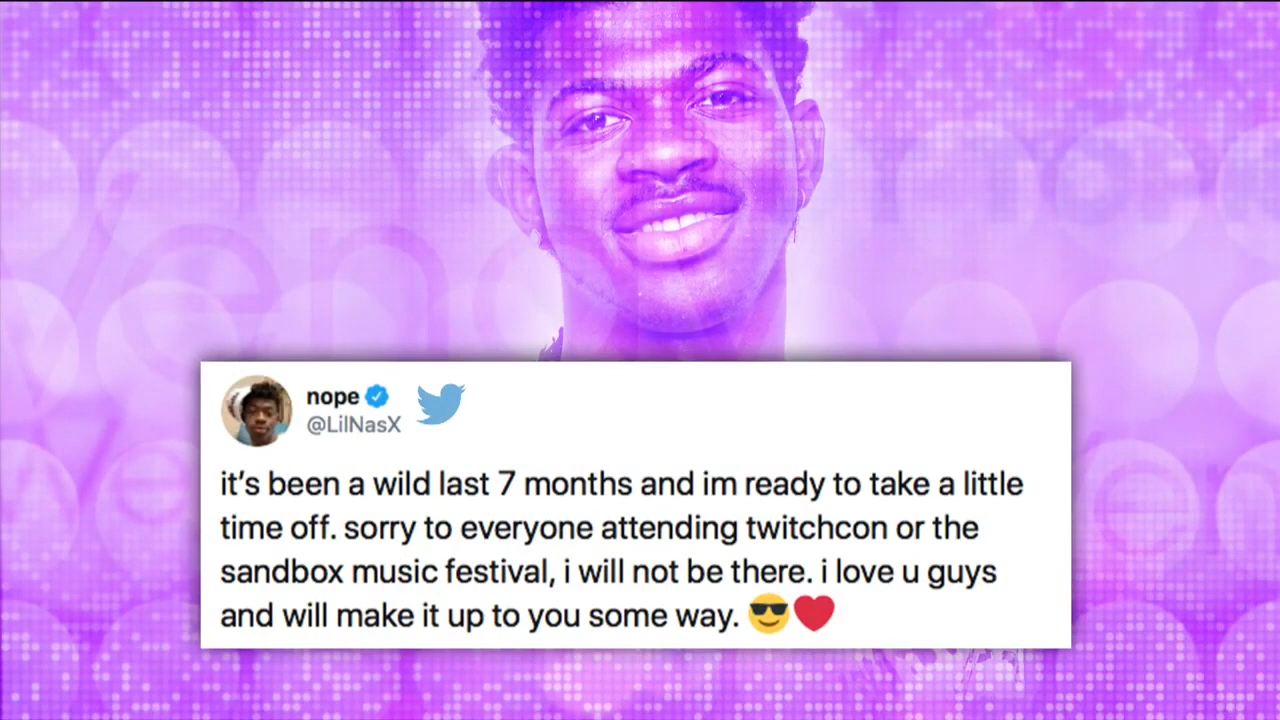 nope
@LilNasX
it's been a wild last 7 months and im ready to take a little
time off. sorry to everyone attending twitchcon or the
sandbox music festival, i will not be there. i love u guys
and will make it up to you some way. 😎❤️